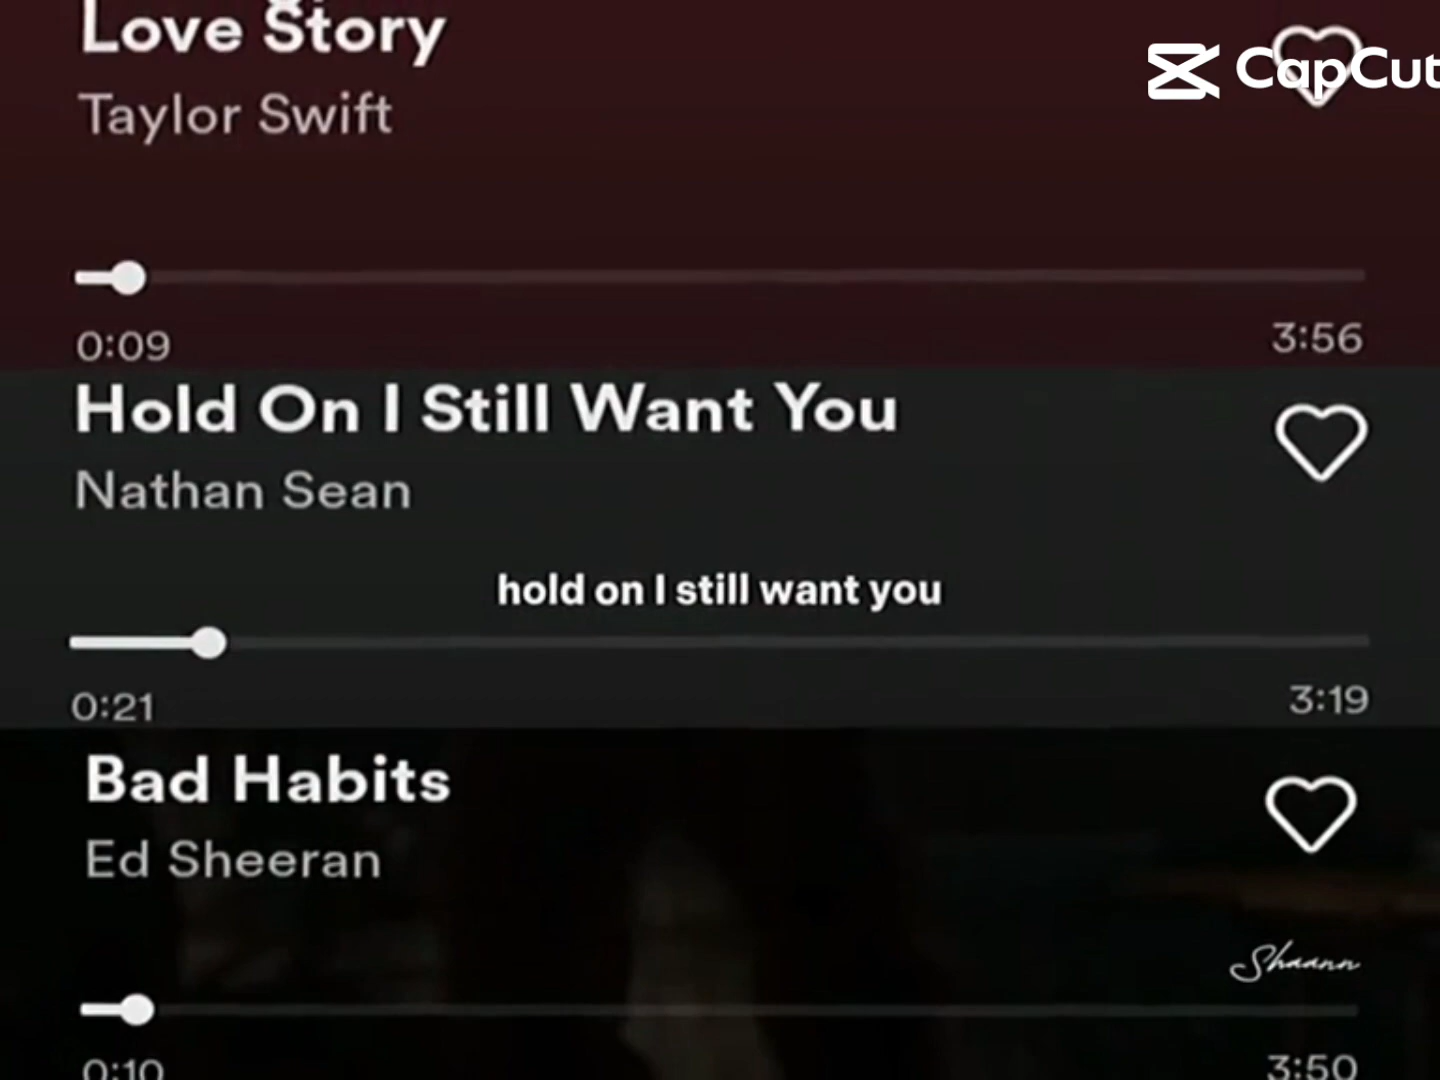 Love Story
CapCut
Taylor Swift
0:09
3:56
Hold On I Still Want You
Nathan Sean
hold on I still want you
0:21
3:19
Bad Habits
Ed Sheeran
Shaann
0:10
3:50